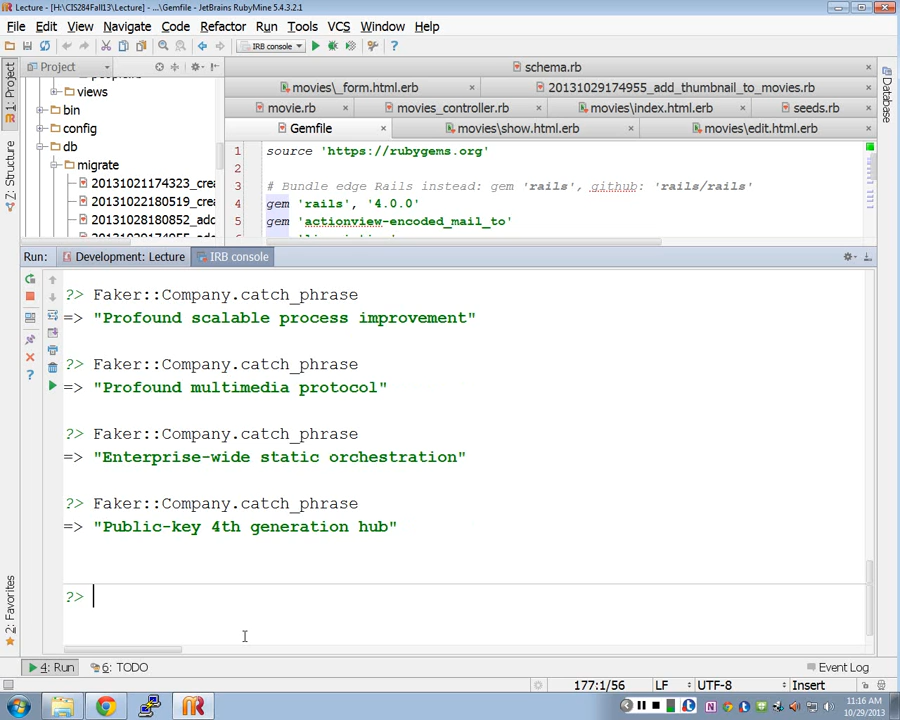 Lecture - [H:\CIS284Fall13\Lecture] - ...\Gemfile - JetBrains RubyMine 5.4.3.2.1
File Edit View Navigate Code Refactor Run Tools VCS Window Help
IRB console
1: Project
Project
views
bin
config
db
migrate
20131021174323_crea
20131022180519_crea
20131028180852_add
schema.rb
movies\_form.html.erb
20131029174955_add_thumbnail_to_movies.rb
movie.rb
movies_controller.rb
movies\index.html.erb
seeds.rb
Gemfile
movies\show.html.erb
movies\edit.html.erb
1 source 'https://rubygems.org'
2
3 # Bundle edge Rails instead: gem 'rails', github: 'rails/rails'
4 gem 'rails', '4.0.0'
5 gem 'actionview-encoded_mail_to'
Database
Z: Structure
Run: Development: Lecture IRB console
?> Faker::Company.catch_phrase
=> "Profound scalable process improvement"
?> Faker::Company.catch_phrase
=> "Profound multimedia protocol"
?> Faker::Company.catch_phrase
=> "Enterprise-wide static orchestration"
?> Faker::Company.catch_phrase
=> "Public-key 4th generation hub"
?>
2: Favorites
4: Run 6: TODO Event Log
177:1/56 LF UTF-8 Insert
11:16 AM
10/29/2013